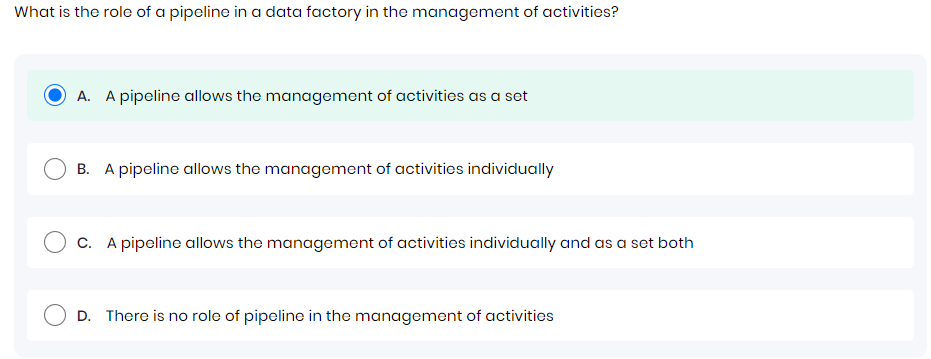 What is the role of a pipeline in a data factory in the management of activities?
A. A pipeline allows the management of activities as a set
B. A pipeline allows the management of activities individually
C. A pipeline allows the management of activities individually and as a set both
D. There is no role of pipeline in the management of activities